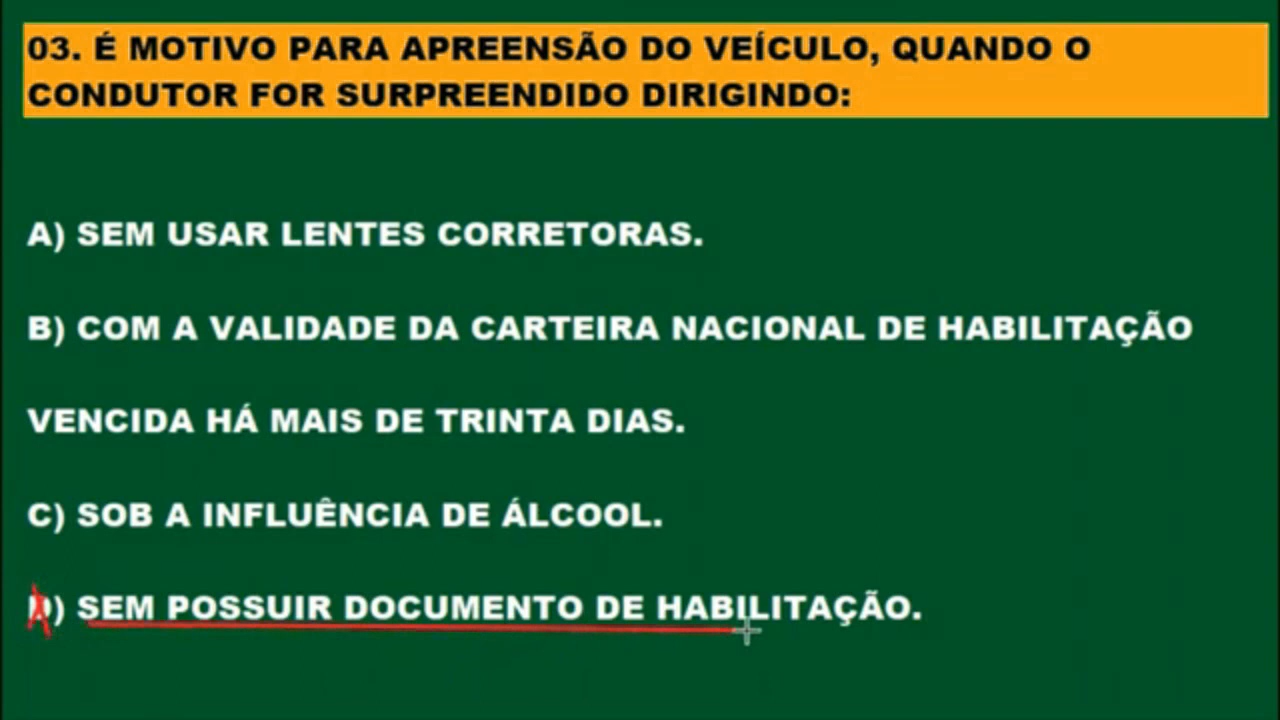 03. É MOTIVO PARA APREENSÃO DO VEÍCULO, QUANDO O
CONDUTOR FOR SURPREENDIDO DIRIGINDO:
A) SEM USAR LENTES CORRETORAS.
B) COM A VALIDADE DA CARTEIRA NACIONAL DE HABILITAÇÃO
VENCIDA HÁ MAIS DE TRINTA DIAS.
C) SOB A INFLUÊNCIA DE ÁLCOOL.
D) SEM POSSUIR DOCUMENTO DE HABILITAÇÃO.